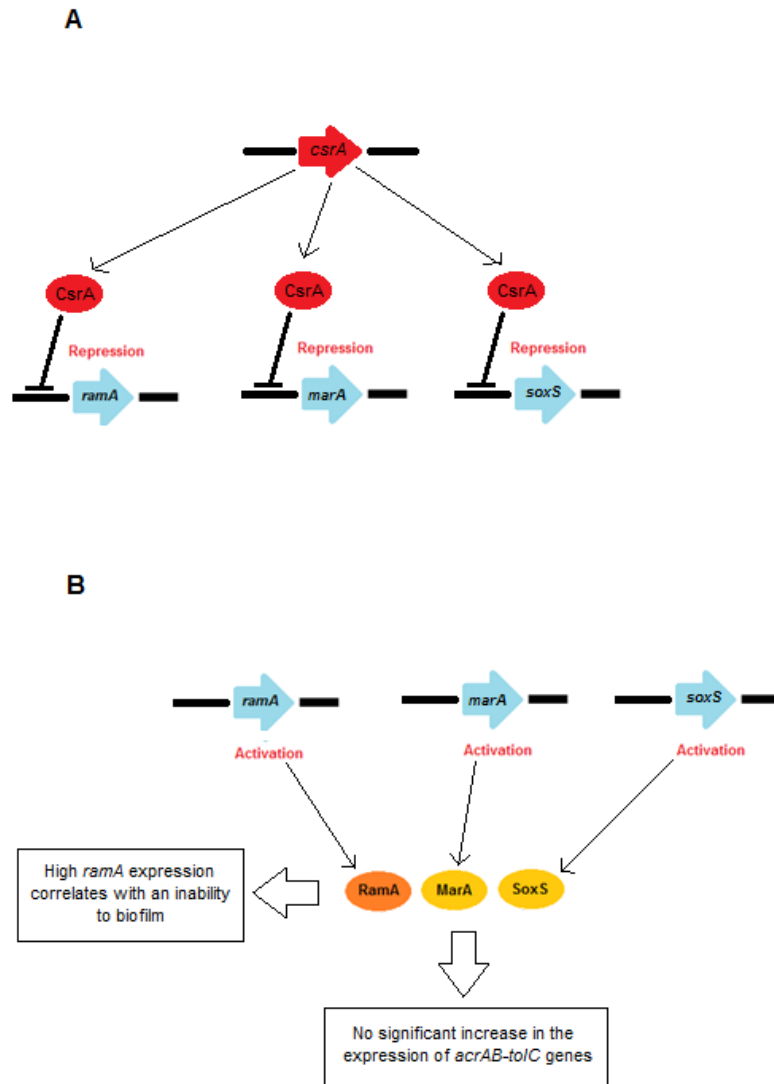 A
csrA
CsrA CsrA CsrA
Repression Repression Repression
ramA marA soxS
B
ramA marA soxS
Activation Activation Activation
High ramA expression
correlates with an inability
to biofilm
RamA MarA SoxS
No significant increase in the
expression of acrAB-tolC genes